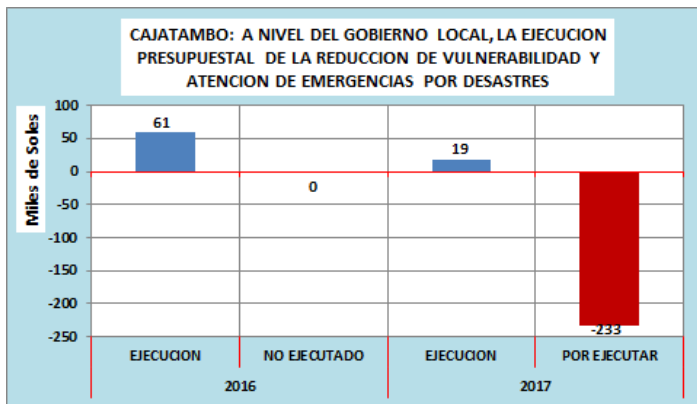 CAJATAMBO: A NIVEL DEL GOBIERNO LOCAL, LA EJECUCION
PRESUPUESTAL DE LA REDUCCION DE VULNERABILIDAD Y
ATENCION DE EMERGENCIAS POR DESASTRES
Miles de Soles
100
50
0
-50
-100
-150
-200
-250
61
0
19
-233
EJECUCION
NO EJECUTADO
EJECUCION
POR EJECUTAR
2016
2017